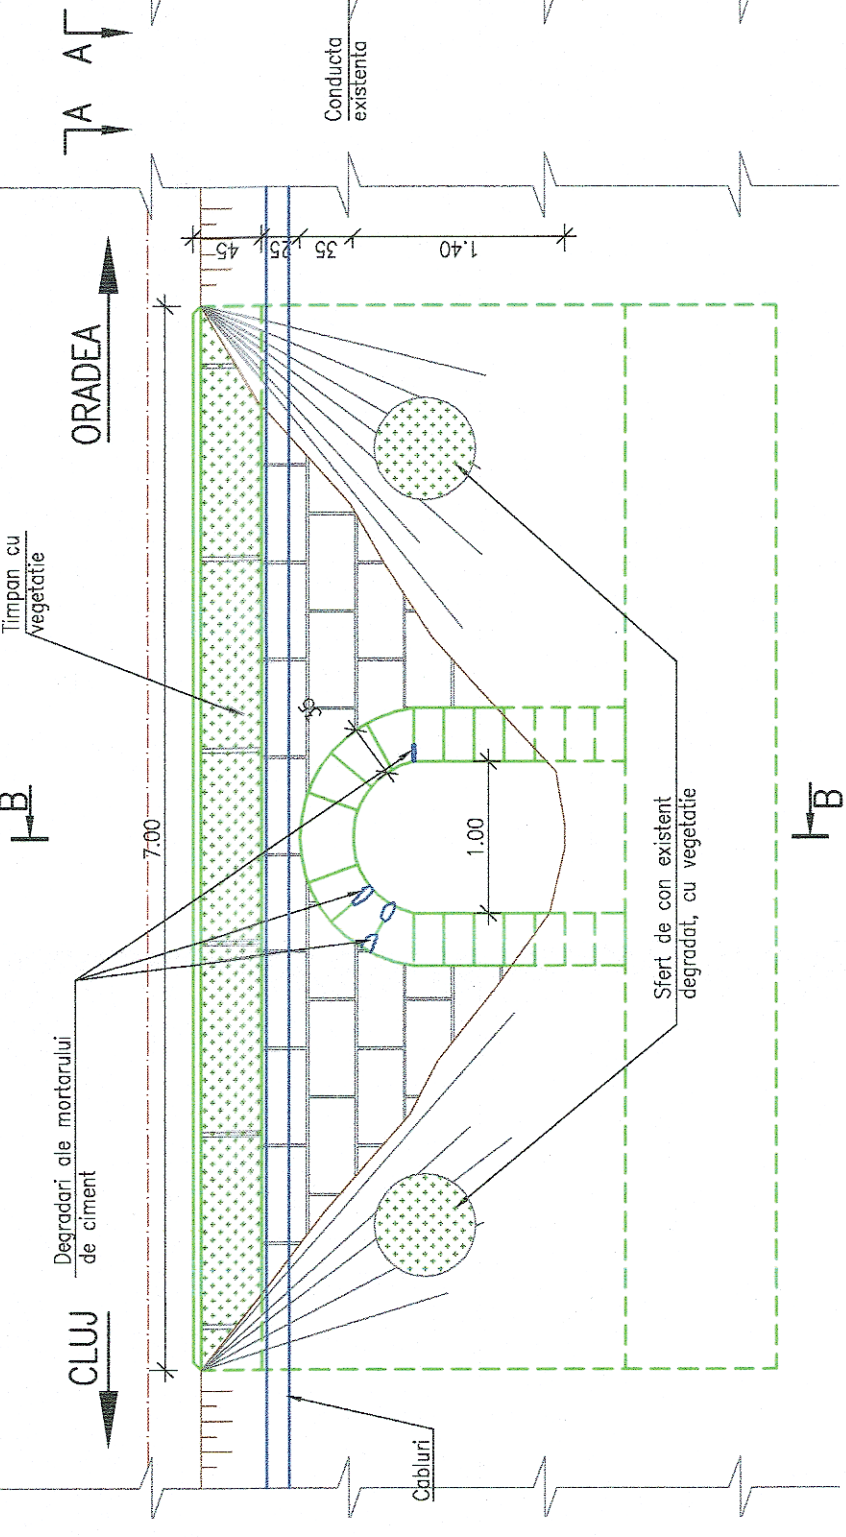 CLUJ
ORADEA
Degradari ale mortarului
de ciment
Timpan cu
vegetatie
B
7.00
45
25
35
1.40
35
1.00
Cabluri
Sfert de con existent
degradat, cu vegetatie
B
A
A
Conducta
existenta